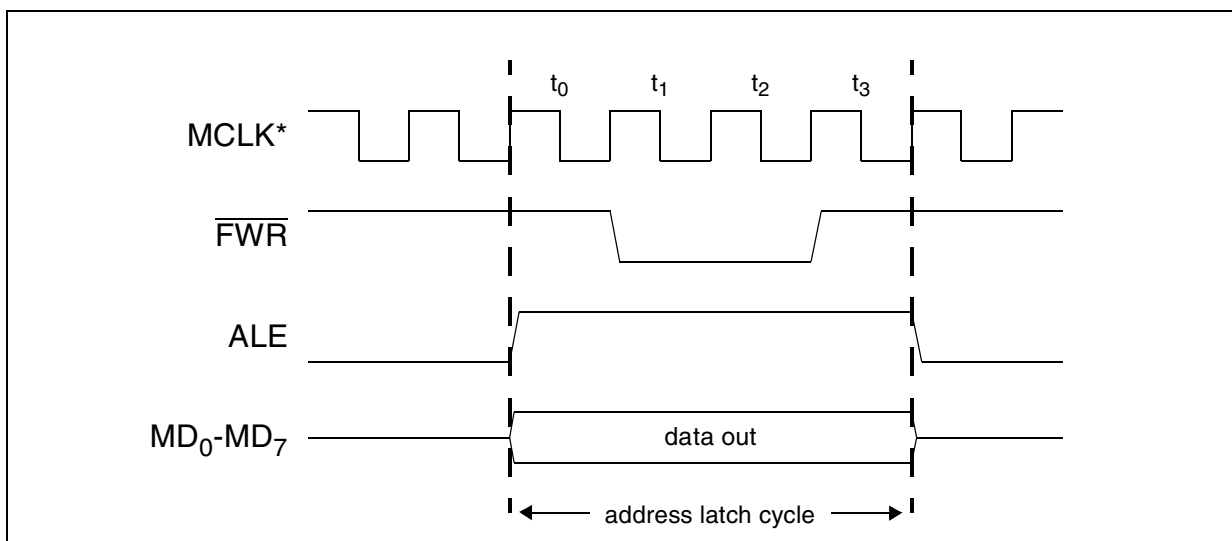 t0 t1 t2 t3
MCLK*
FWR
ALE
MD0-MD7
data out
address latch cycle